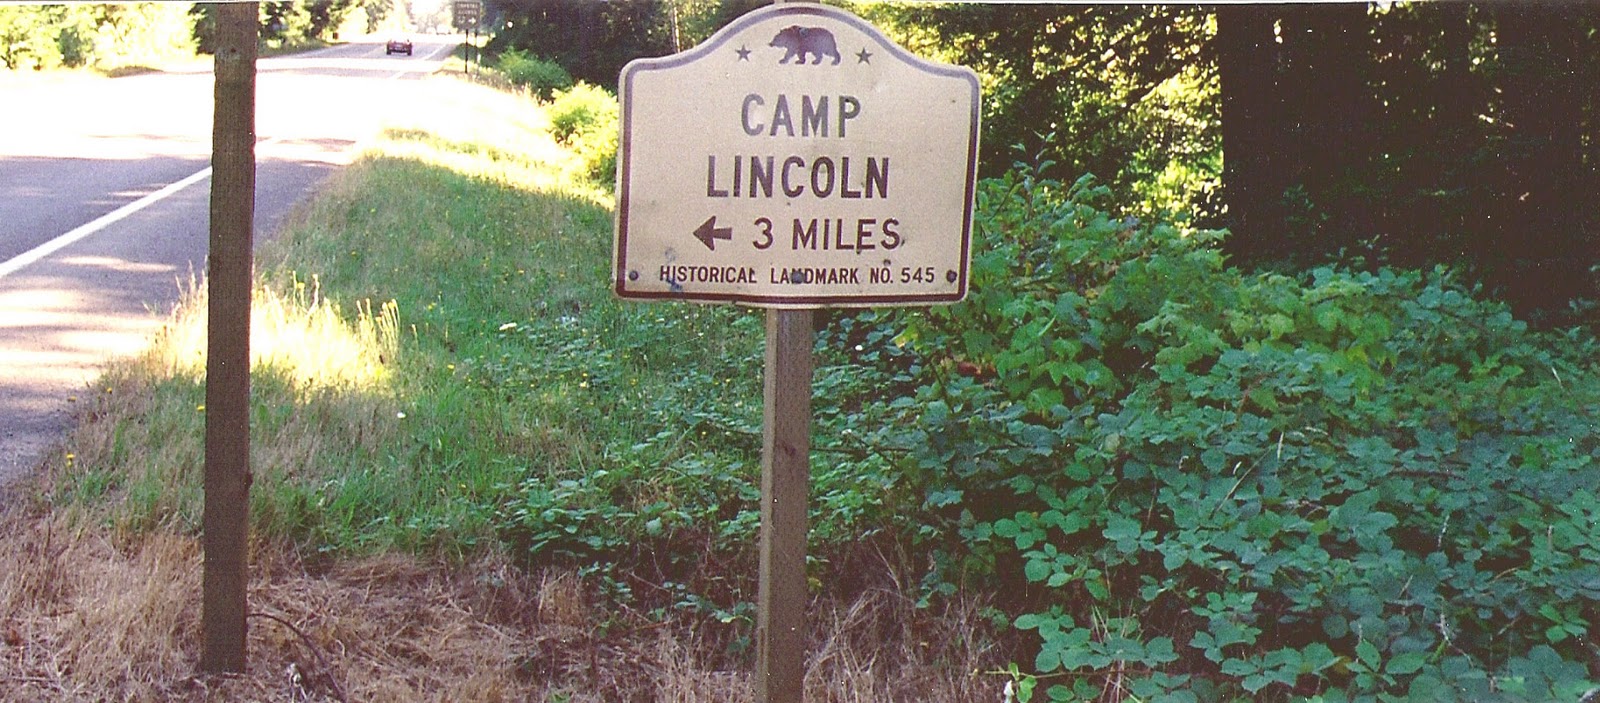 CAMP
LINCOLN
← 3 MILES
HISTORICAL LANDMARK NO. 545